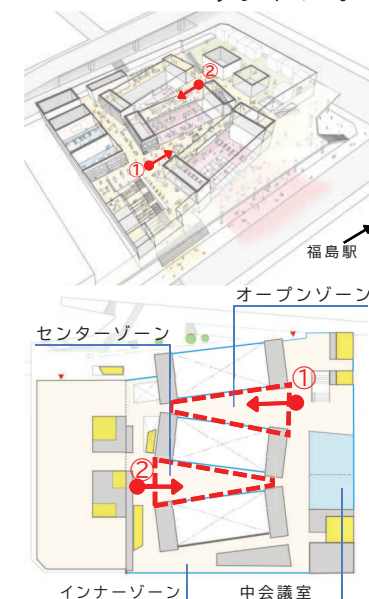 ②
①
福島駅
オープンゾーン
センターゾーン
①
②
インナーゾーン
中会議室